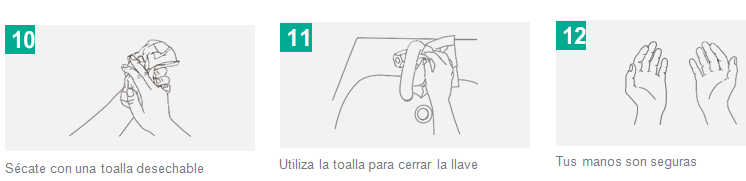 10
Sécate con una toalla desechable
11
Utiliza la toalla para cerrar la llave
12
Tus manos son seguras